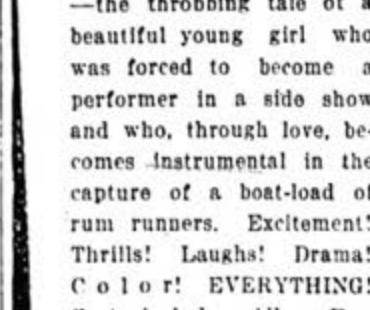 —the throbbing tale of a
beautiful young girl who
was forced to become a
performer in a side show
and who, through love, be-
comes instrumental in the
capture of a boat-load of
rum runners. Excitement!
Thrills! Laughs! Drama!
Color! EVERYTHING!